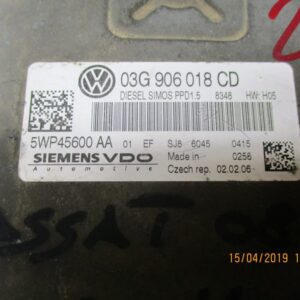 03G 906 018 CD
DIESEL SIMOS PPD1.5 8348 HW: H05
5WP45600 AA 01 EF SJ8 6045 0415
SIEMENS VDO Made in 0256
Automotive Czech rep. 02.02.06
15/04/2019